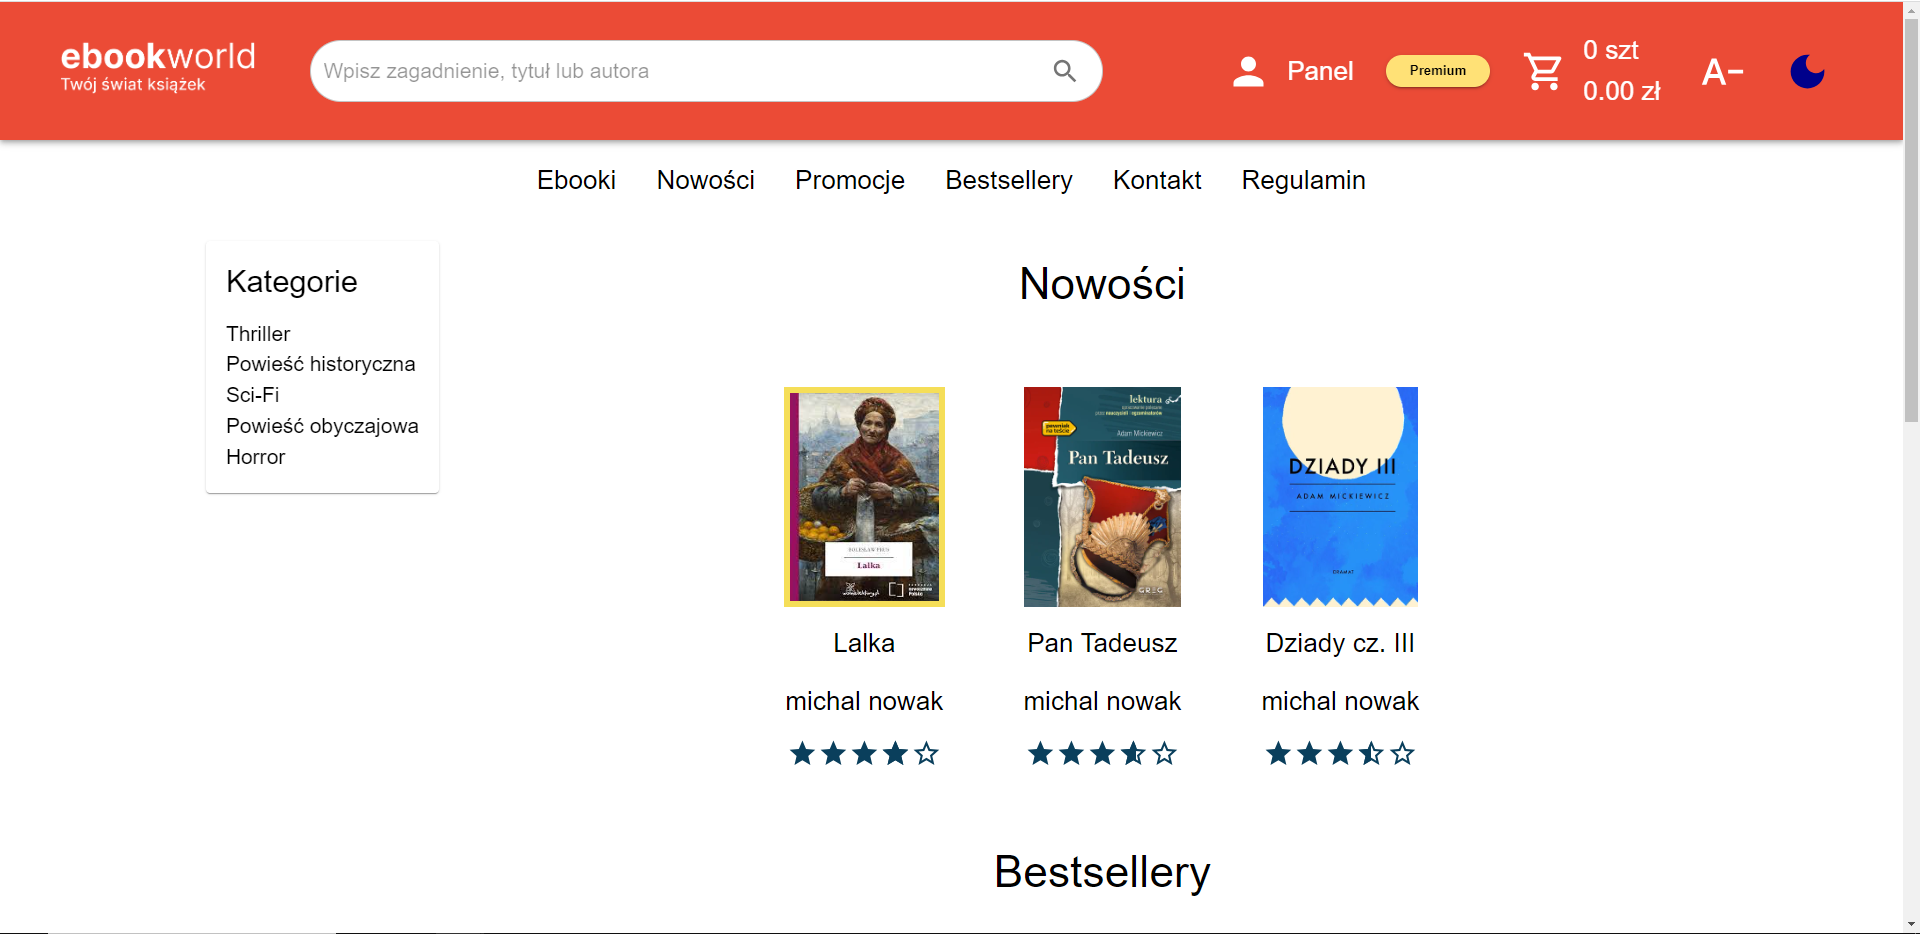 ebookworld
Twój świat książek
Wpisz zagadnienie, tytuł lub autora
Panel
Premium
0 szt
0.00 zł
A-
Ebooki Nowości Promocje Bestsellery Kontakt Regulamin
Kategorie
Thriller
Powieść historyczna
Sci-Fi
Powieść obyczajowa
Horror
Nowości
BOLESŁAW PRUS
Lalka
wolnelektury.pl
lektura
Adam Mickiewicz
Pan Tadeusz
GREG
DZIADY III
ADAM MICKIEWICZ
DRAMAT
Lalka
Pan Tadeusz
Dziady cz. III
michal nowak
michal nowak
michal nowak
Bestsellery